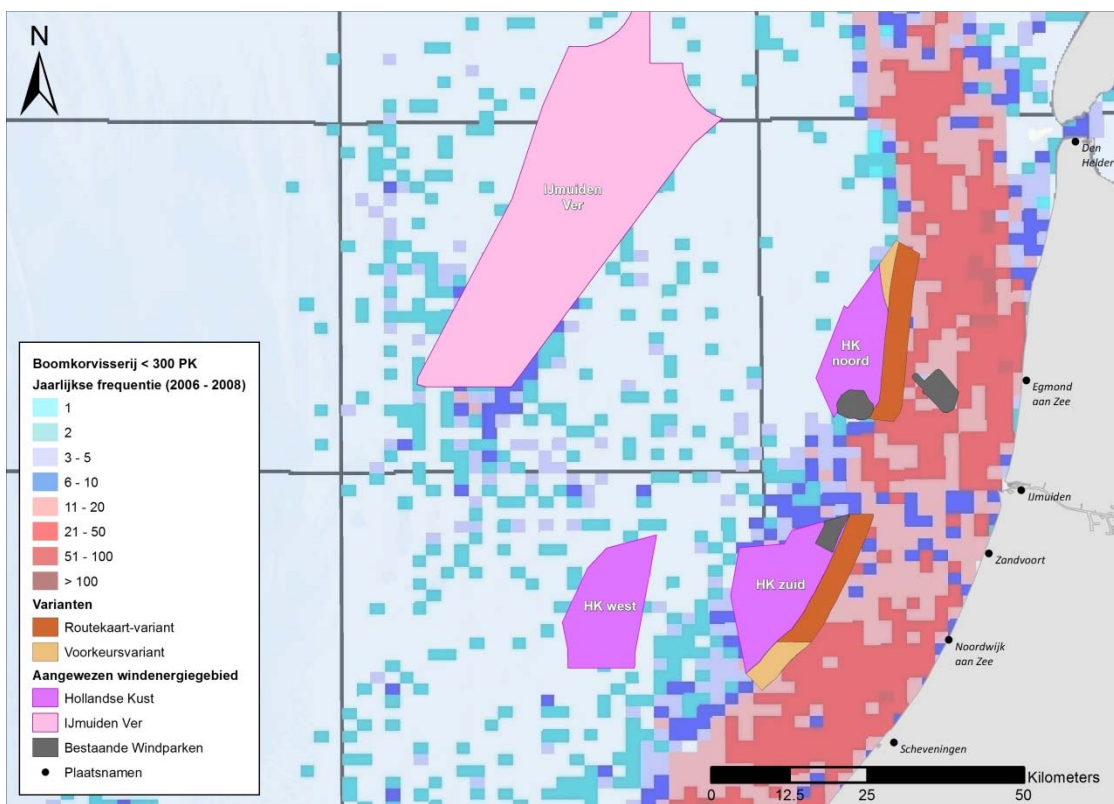 N
IJmuiden
Ver
Den
Helder
HK
noord
Egmond
aan Zee
IJmuiden
Zandvoort
HK zuid
HK west
Noordwijk
aan Zee
Scheveningen
Boomkorvisserij < 300 PK
Jaarlijkse frequentie (2006 - 2008)
1
2
3 - 5
6 - 10
11 - 20
21 - 50
51 - 100
> 100
Varianten
Routekaart-variant
Voorkeursvariant
Aangewezen windenergiegebied
Hollandse Kust
IJmuiden Ver
Bestaande Windparken
Plaatsnamen
Kilometers
0 12.5 25 50